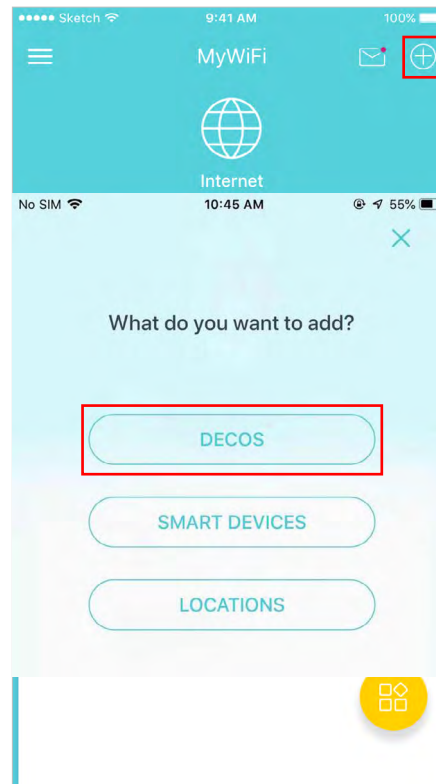 Sketch 9:41 AM 100%
MyWiFi
Internet
No SIM 10:45 AM 55%
What do you want to add?
DECOS
SMART DEVICES
LOCATIONS